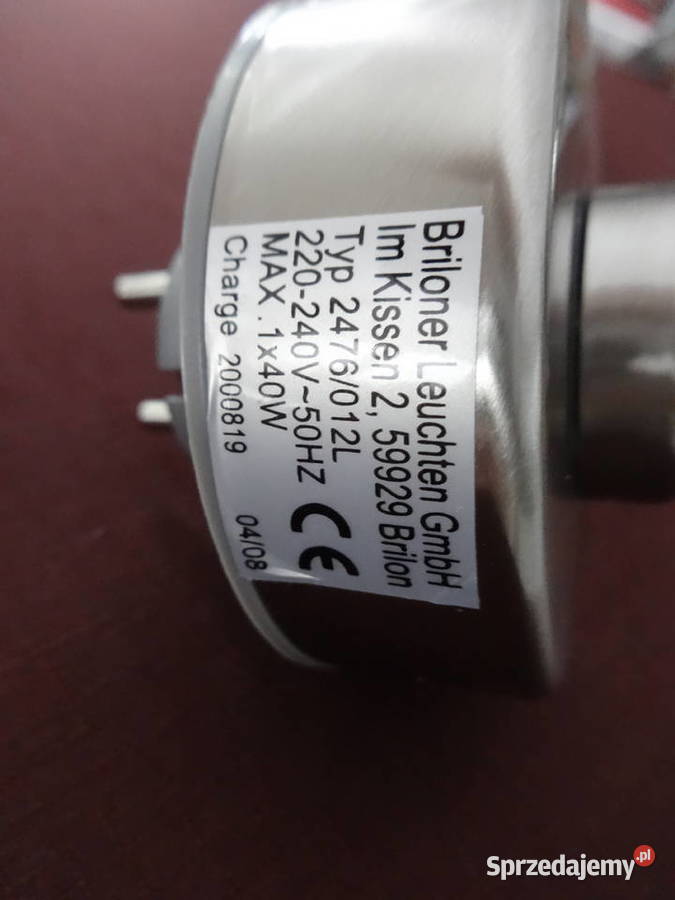 Briloner Leuchten GmbH
Im Kissen 2, 59929 Brilon
Typ 2476/012L
220-240V~50HZ
MAX. 1x40W
CE
Charge 2000819 04/08
Sprzedajemy.pl